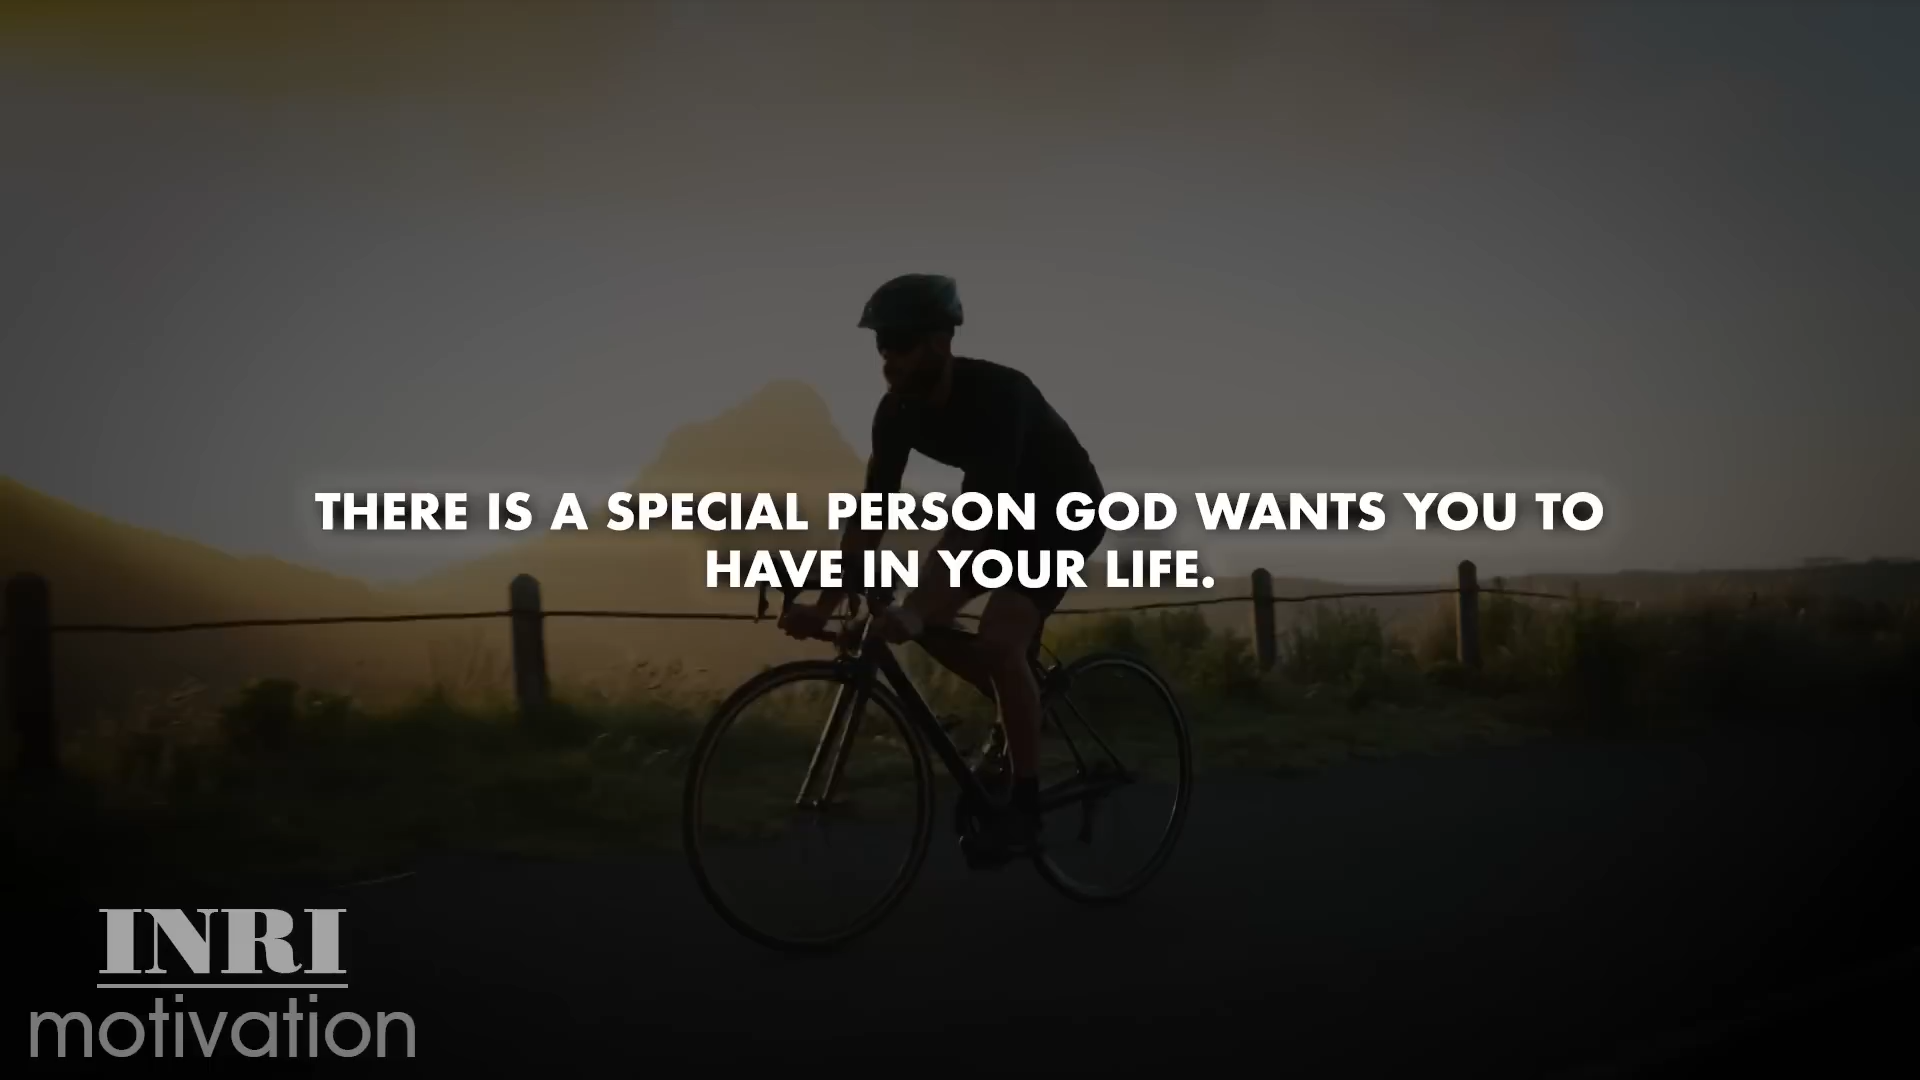 THERE IS A SPECIAL PERSON GOD WANTS YOU TO
HAVE IN YOUR LIFE.
INRI
motivation